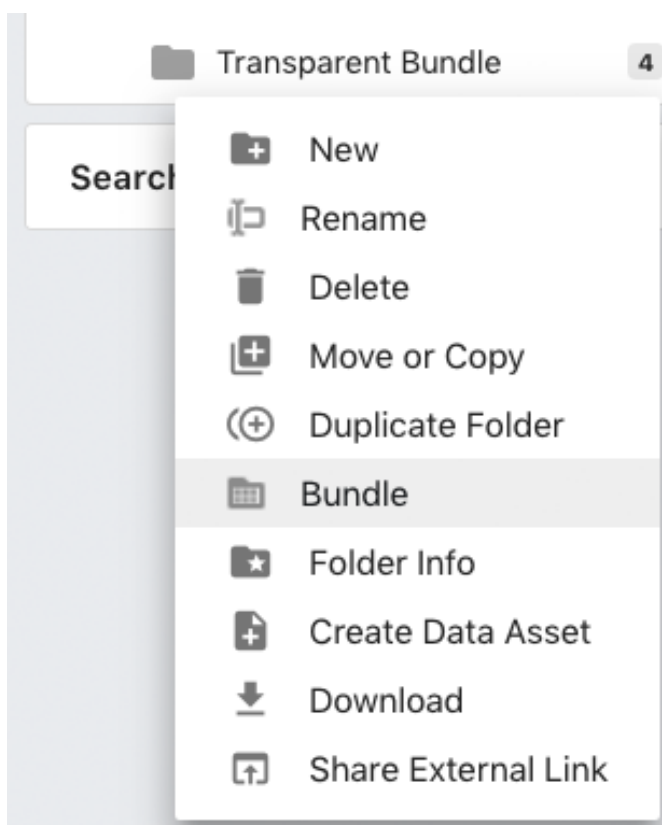 Transparent Bundle 4
New
Search
Rename
Delete
Move or Copy
Duplicate Folder
Bundle
Folder Info
Create Data Asset
Download
Share External Link